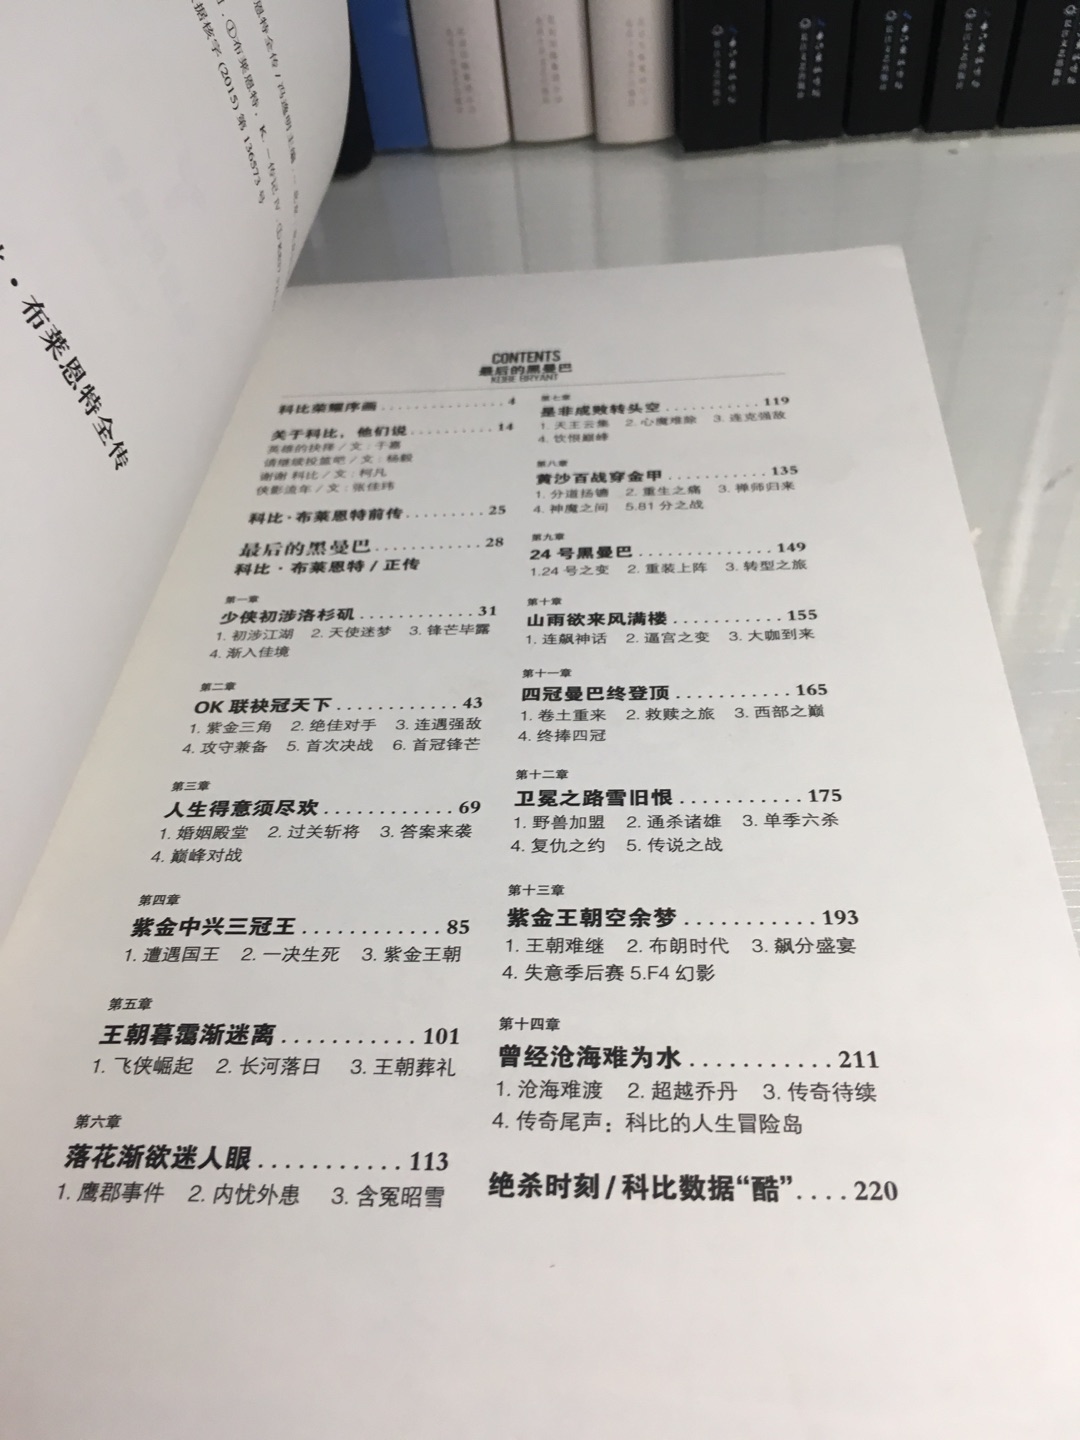 ·布莱恩特全传
第136573号
CONTENTS
最后的黑曼巴
KOBE BRYANT
科比荣耀序画............4
关于科比，他们说..........14
英雄的抉择/文：于嘉
请继续投篮吧/文：杨毅
谢谢科比/文：柯凡
侠影流年/文：张佳玮
科比·布莱恩特前传.........25
最后的黑曼巴............28
科比·布莱恩特/正传
第一章
少侠初涉洛杉矶...........31
1. 初涉江湖 2. 天使迷梦 3. 锋芒毕露
4. 渐入佳境
第二章
OK 联袂冠天下............43
1. 紫金三角 2. 绝佳对手 3. 连遇强敌
4. 攻守兼备 5. 首次决战 6. 首冠锋芒
第三章
人生得意须尽欢............69
1. 婚姻殿堂 2. 过关斩将 3. 答案来袭
4. 巅峰对战
第四章
紫金中兴三冠王............85
1. 遭遇国王 2. 一决生死 3. 紫金王朝
第五章
王朝暮霭渐迷离...........101
1. 飞侠崛起 2. 长河落日 3. 王朝葬礼
第六章
落花渐欲迷人眼...........113
1. 鹰郡事件 2. 内忧外患 3. 含冤昭雪
第七章
是非成败转头空...........119
1. 天王云集 2. 心魔难除 3. 连克强敌
4. 饮恨巅峰
第八章
黄沙百战穿金甲...........135
1. 分道扬镳 2. 重生之痛 3. 禅师归来
4. 神魔之间 5.81 分之战
第九章
24 号黑曼巴..............149
1.24 号之变 2. 重装上阵 3. 转型之旅
第十章
山雨欲来风满楼...........155
1. 连飙神话 2. 逼宫之变 3. 大咖到来
第十一章
四冠曼巴终登顶...........165
1. 卷土重来 2. 救赎之旅 3. 西部之巅
4. 终捧四冠
第十二章
卫冕之路雪旧恨...........175
1. 野兽加盟 2. 通杀诸雄 3. 单季六杀
4. 复仇之约 5. 传说之战
第十三章
紫金王朝空余梦...........193
1. 王朝难继 2. 布朗时代 3. 飙分盛宴
4. 失意季后赛 5.F4 幻影
第十四章
曾经沧海难为水...........211
1. 沧海难渡 2. 超越乔丹 3. 传奇待续
4. 传奇尾声：科比的人生冒险岛
绝杀时刻/科比数据“酷”....220